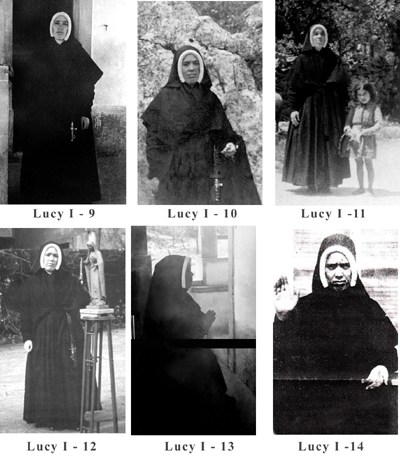 Lucy I - 9
Lucy I - 10
Lucy I -11
Lucy I - 12
Lucy I - 13
Lucy I -14